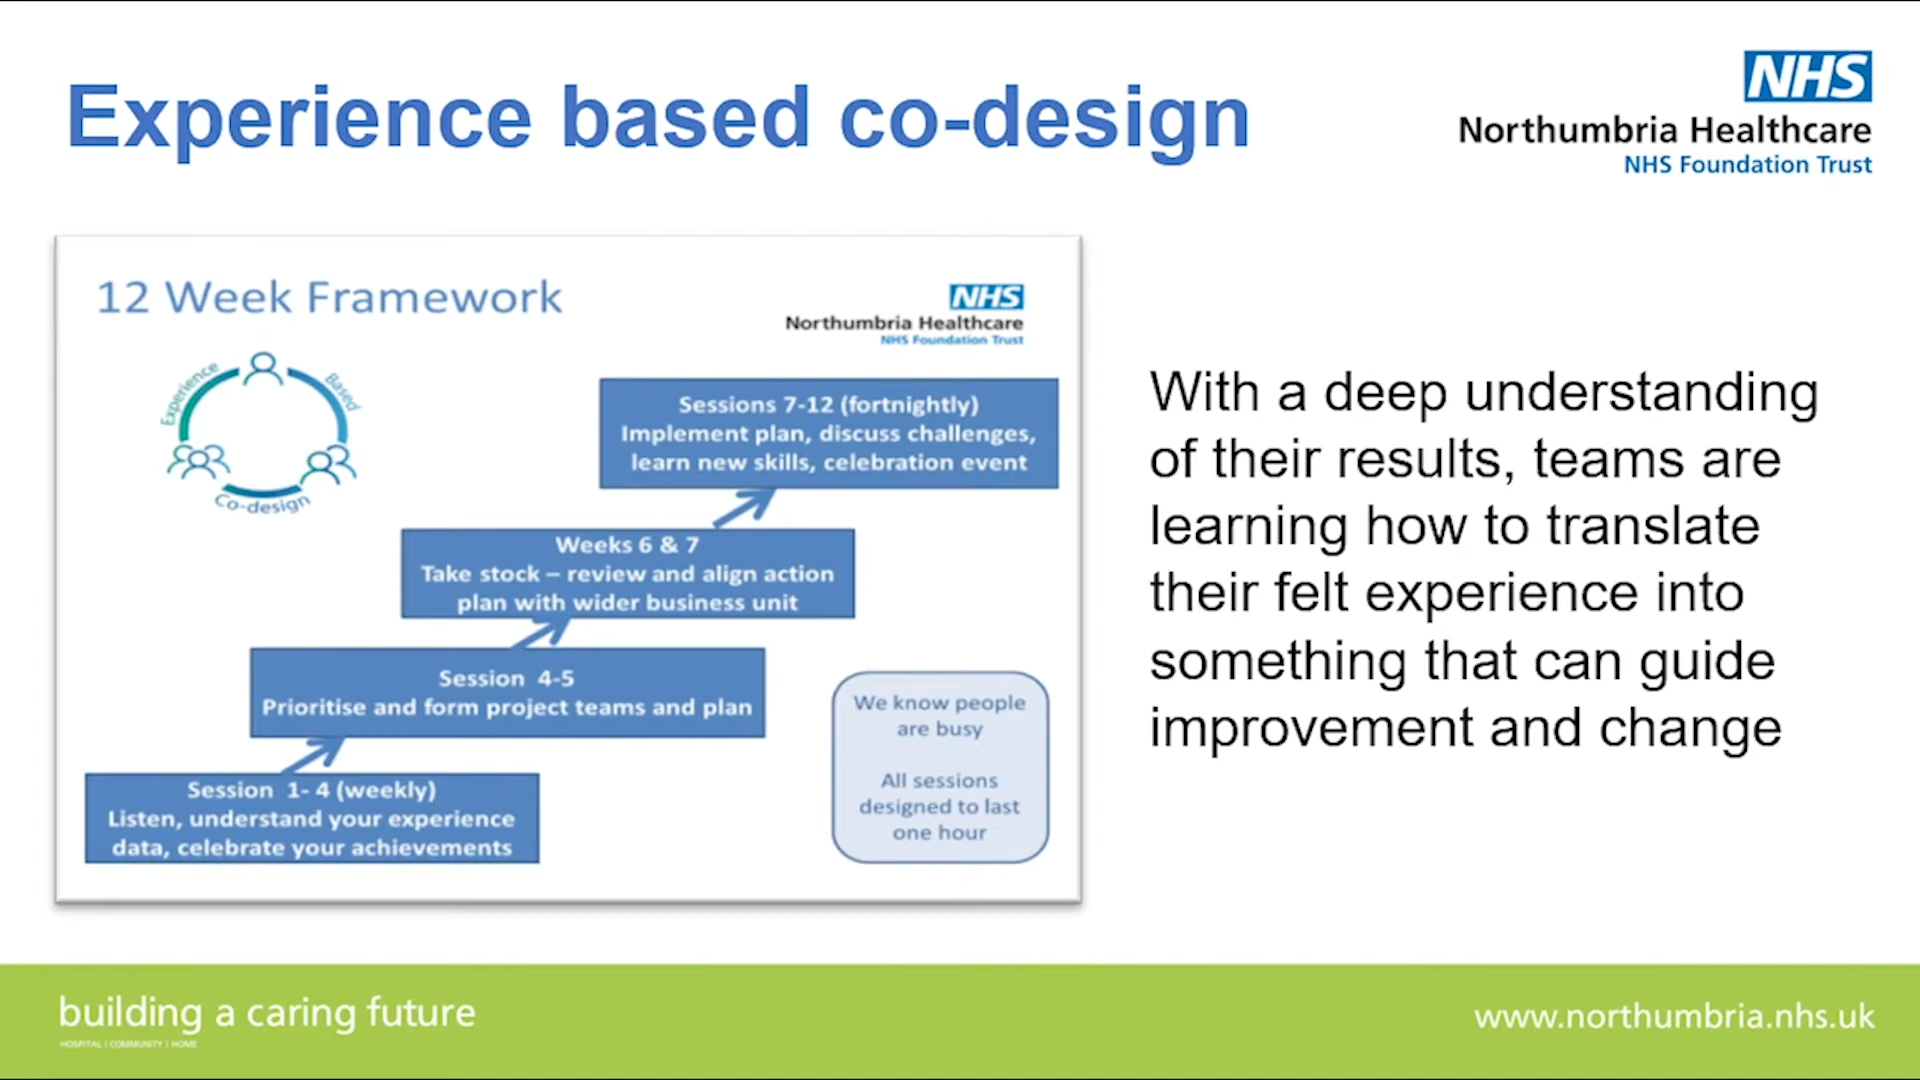 Experience based co-design
NHS
Northumbria Healthcare
NHS Foundation Trust
12 Week Framework
NHS
Northumbria Healthcare
NHS Foundation Trust
Experience
Based
Co-design
Sessions 7-12 (fortnightly)
Implement plan, discuss challenges,
learn new skills, celebration event
Weeks 6 & 7
Take stock – review and align action
plan with wider business unit
Session 4-5
Prioritise and form project teams and plan
Session 1- 4 (weekly)
Listen, understand your experience
data, celebrate your achievements
We know people
are busy
All sessions
designed to last
one hour
With a deep understanding
of their results, teams are
learning how to translate
their felt experience into
something that can guide
improvement and change
building a caring future
HOSPITAL | COMMUNITY | HOME
www.northumbria.nhs.uk